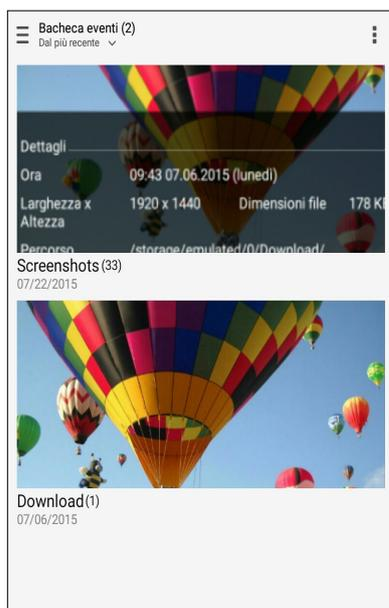 Bacheca eventi (2)
Dal più recente
Dettagli
Ora 09:43 07.06.2015 (lunedì)
Larghezza x Altezza 1920 x 1440 Dimensioni file 178 KB
Percorso /storage/emulated/0/Download/
Screenshots (33)
07/22/2015
Download (1)
07/06/2015